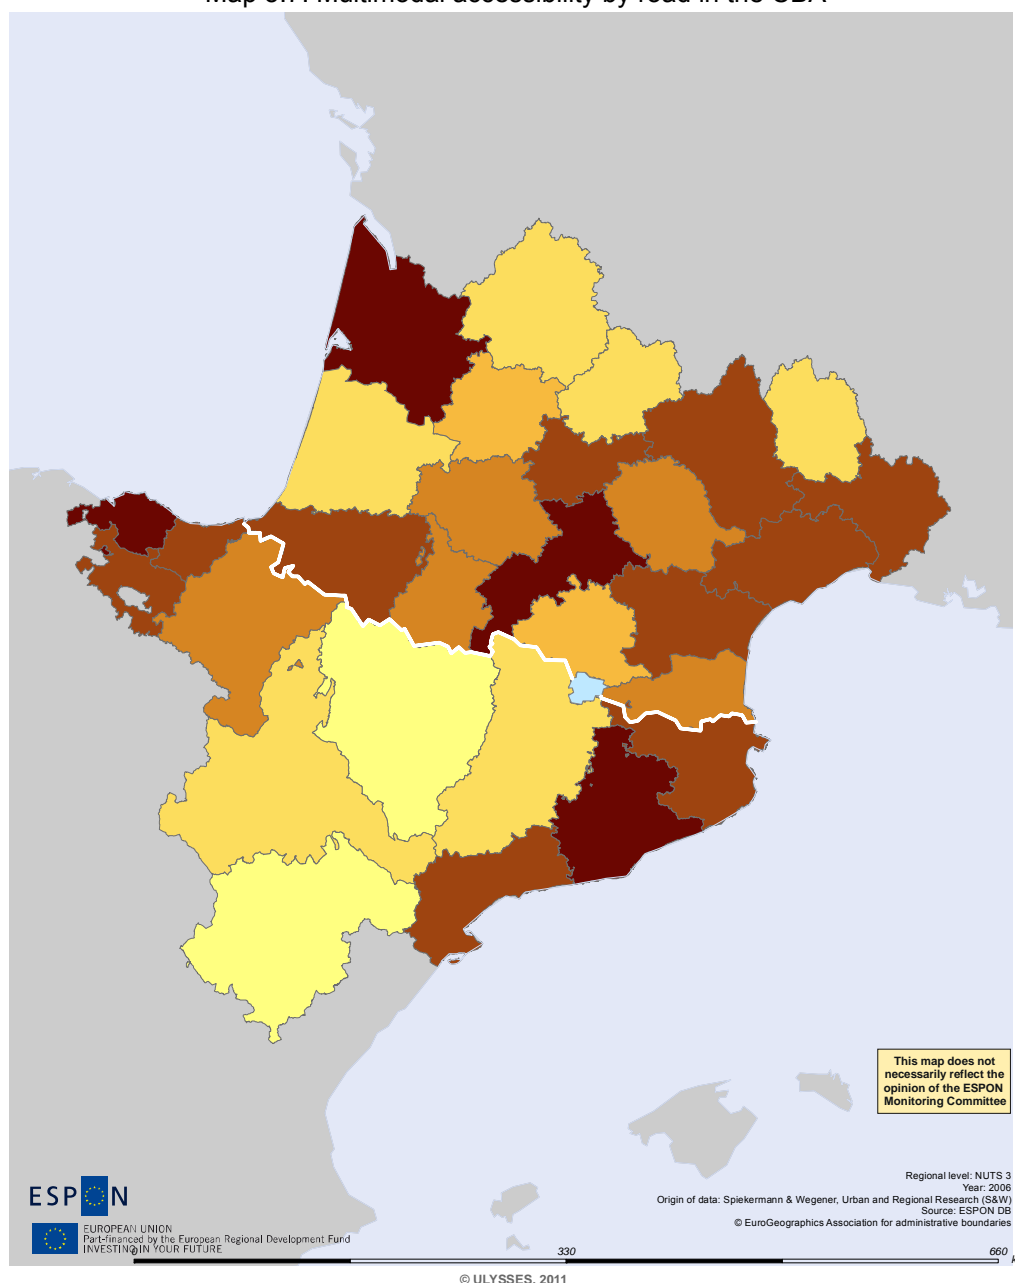 Map on : Multimodal accessibility by road in the CBA
This map does not
necessarily reflect the
opinion of the ESPON
Monitoring Committee
Regional level: NUTS 3
Year: 2006
Origin of data: Spiekermann & Wegener, Urban and Regional Research (S&W)
Source: ESPON DB
© EuroGeographics Association for administrative boundaries
ESPON
EUROPEAN UNION
Part-financed by the European Regional Development Fund
INVESTING IN YOUR FUTURE
0 330 660
© ULYSSES, 2011